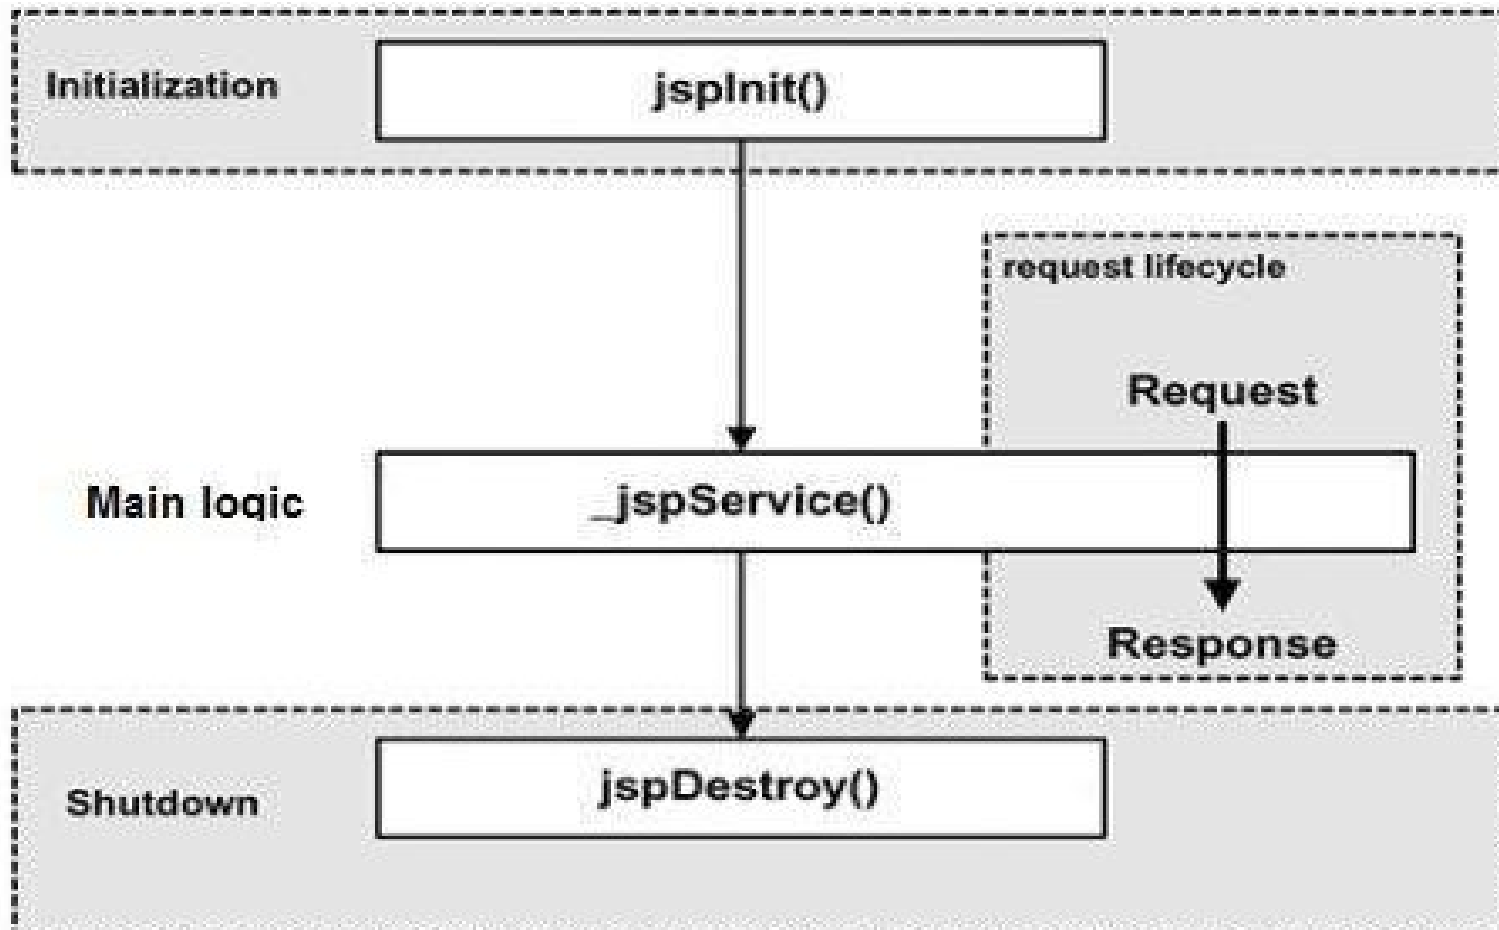 Initialization
jspInit()
request lifecycle
Request
Main logic
_jspService()
Response
jspDestroy()
Shutdown